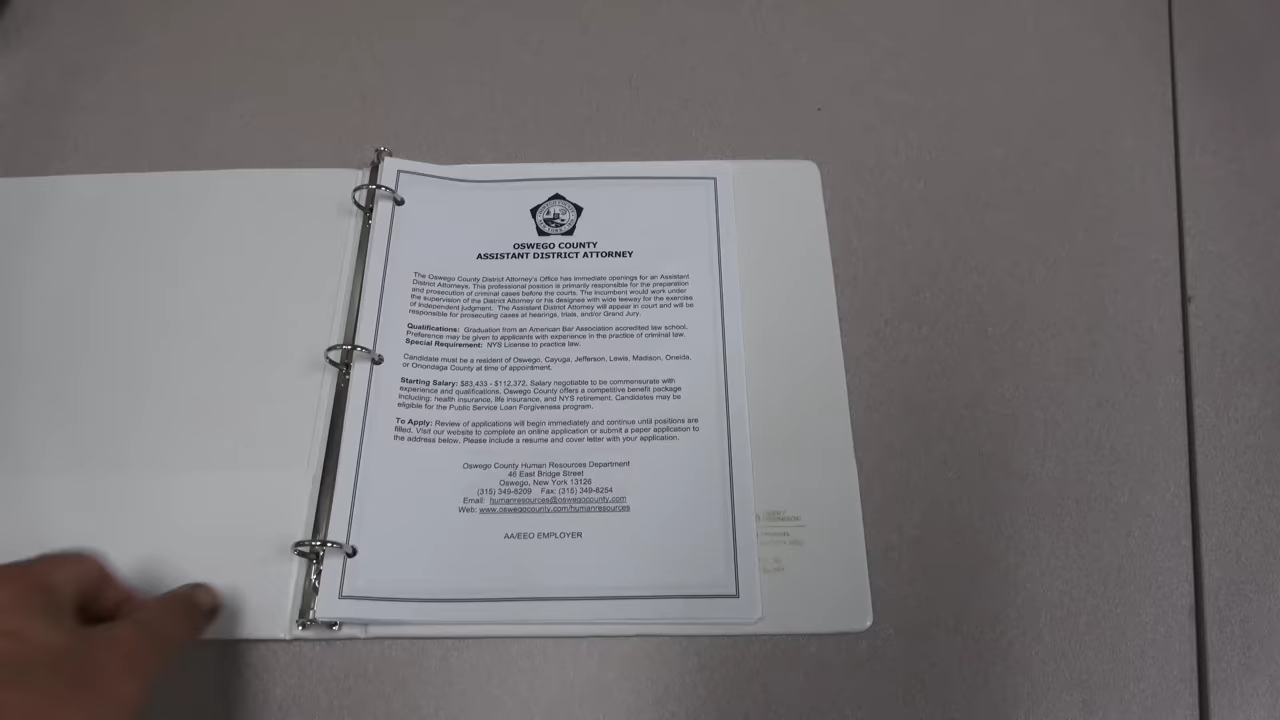 OSWEGO COUNTY
ASSISTANT DISTRICT ATTORNEY
The Oswego County District Attorney's Office has immediate openings for an Assistant
District Attorneys. This professional position is primarily responsible for the preparation
and prosecution of criminal cases before the courts. The incumbent would work under
the supervision of the District Attorney or his designee with wide leeway for the exercise
of independent judgment. The Assistant District Attorney will appear in court and will be
responsible for prosecuting cases at hearings, trials, and/or Grand Jury.
Qualifications: Graduation from an American Bar Association accredited law school.
Preference may be given to applicants with experience in the practice of criminal law.
Special Requirement: NYS License to practice law.
Candidate must be a resident of Oswego, Cayuga, Jefferson, Lewis, Madison, Oneida,
or Onondaga County at time of appointment.
Starting Salary: $83,433 - $112,372. Salary negotiable to be commensurate with
experience and qualifications. Oswego County offers a competitive benefit package
including: health insurance, life insurance, and NYS retirement. Candidates may be
eligible for the Public Service Loan Forgiveness program.
To Apply: Review of applications will begin immediately and continue until positions are
filled. Visit our website to complete an online application or submit a paper application to
the address below. Please include a resume and cover letter with your application.
Oswego County Human Resources Department
46 East Bridge Street
Oswego, New York 13126
(315) 349-8209 Fax: (315) 349-8254
Email: humanresources@oswegocounty.com
Web: www.oswegocounty.com/humanresources
AA/EEO EMPLOYER